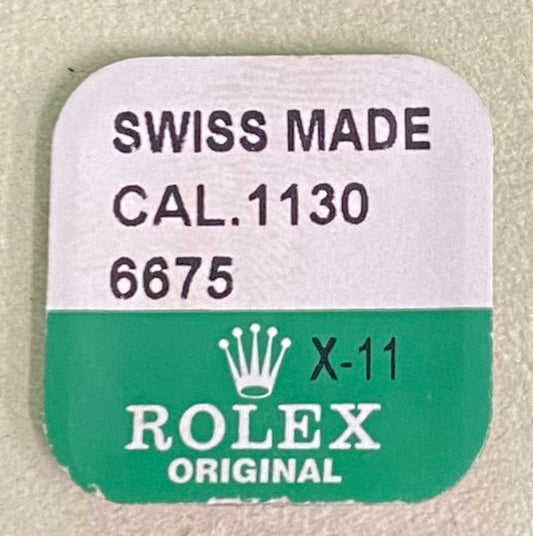 SWISS MADE
CAL.1130
6675
X-11
ROLEX
ORIGINAL